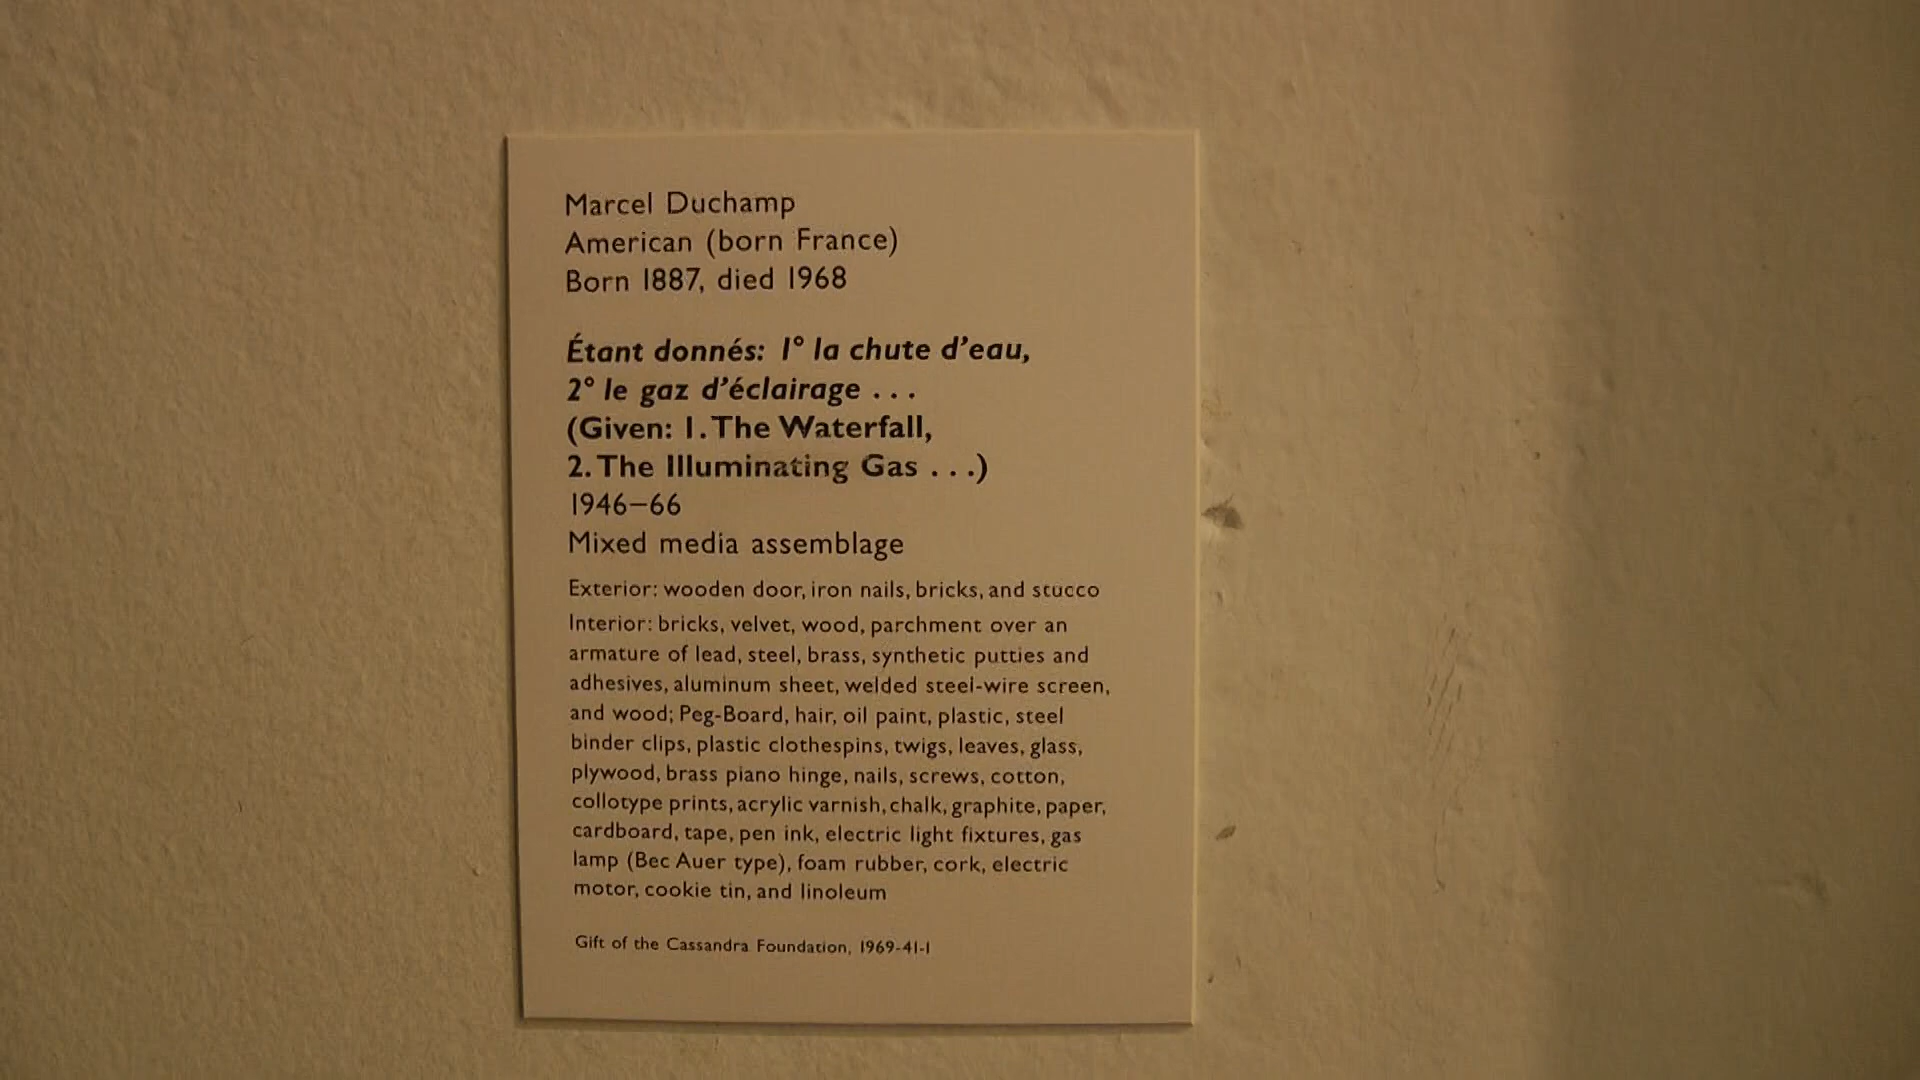 Marcel Duchamp
American (born France)
Born 1887, died 1968
Étant donnés: 1° la chute d’eau,
2° le gaz d’éclairage . . .
(Given: 1. The Waterfall,
2. The Illuminating Gas . . .)
1946–66
Mixed media assemblage
Exterior: wooden door, iron nails, bricks, and stucco
Interior: bricks, velvet, wood, parchment over an
armature of lead, steel, brass, synthetic putties and
adhesives, aluminum sheet, welded steel-wire screen,
and wood; Peg-Board, hair, oil paint, plastic, steel
binder clips, plastic clothespins, twigs, leaves, glass,
plywood, brass piano hinge, nails, screws, cotton,
collotype prints, acrylic varnish, chalk, graphite, paper,
cardboard, tape, pen ink, electric light fixtures, gas
lamp (Bec Auer type), foam rubber, cork, electric
motor, cookie tin, and linoleum
Gift of the Cassandra Foundation, 1969-41-1